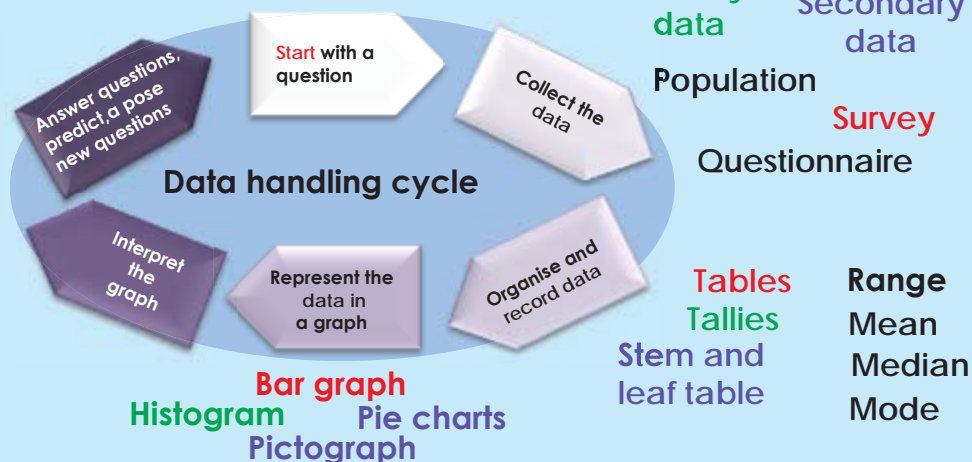 Start with a
question
Collect the
data
Organise and
record data
Represent the
data in
a graph
Interpret
the
graph
Answer questions,
predict,a pose
new questions
Data handling cycle
data
Secondary
data
Population
Survey
Questionnaire
Tables
Tallies
Stem and
leaf table
Range
Mean
Median
Mode
Bar graph
Histogram
Pie charts
Pictograph